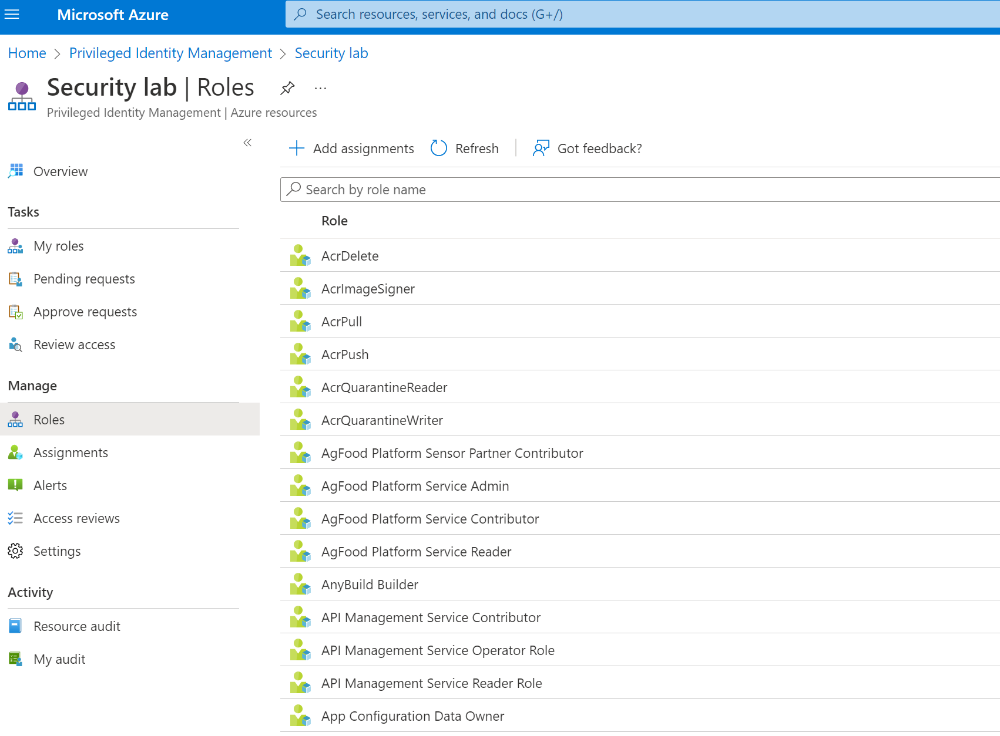 Microsoft Azure
Search resources, services, and docs (G+/)
Home > Privileged Identity Management > Security lab
Security lab | Roles ...
Privileged Identity Management | Azure resources
«
Overview
Tasks
My roles
Pending requests
Approve requests
Review access
Manage
Roles
Assignments
Alerts
Access reviews
Settings
Activity
Resource audit
My audit
Add assignments Refresh Got feedback?
Search by role name
Role
AcrDelete
AcrImageSigner
AcrPull
AcrPush
AcrQuarantineReader
AcrQuarantineWriter
AgFood Platform Sensor Partner Contributor
AgFood Platform Service Admin
AgFood Platform Service Contributor
AgFood Platform Service Reader
AnyBuild Builder
API Management Service Contributor
API Management Service Operator Role
API Management Service Reader Role
App Configuration Data Owner